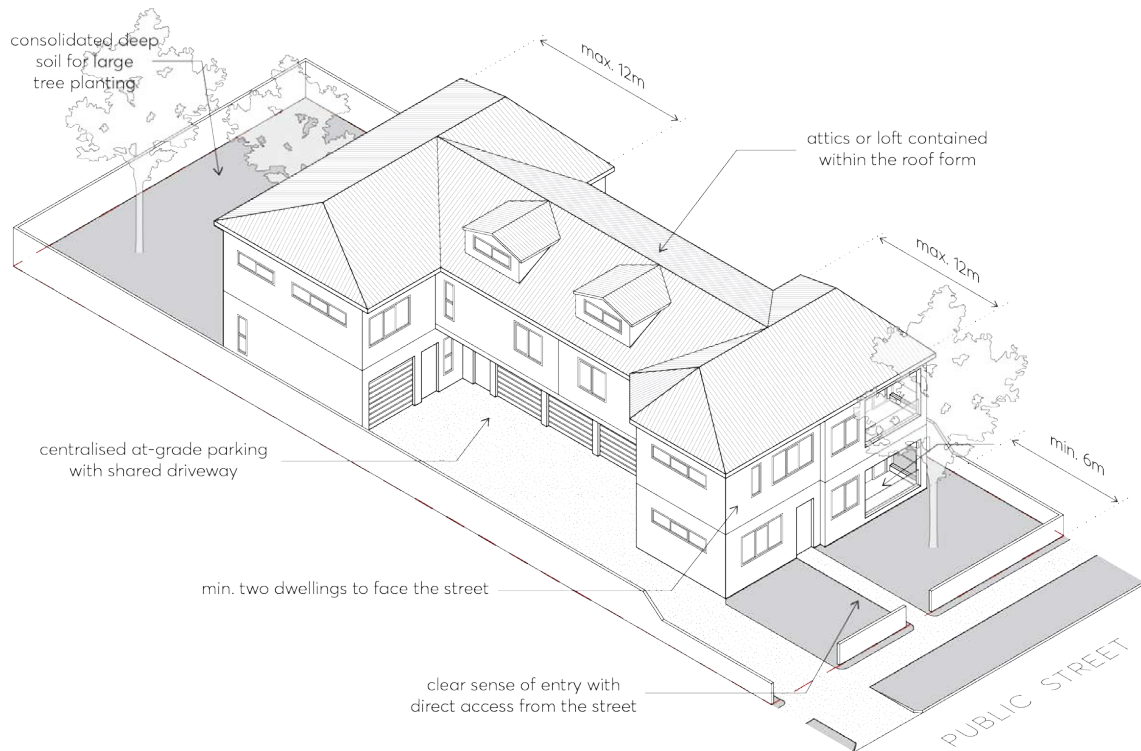 consolidated deep
soil for large
tree planting
max. 12m
attics or loft contained
within the roof form
max. 12m
min. 6m
centralised at-grade parking
with shared driveway
min. two dwellings to face the street
clear sense of entry with
direct access from the street
PUBLIC STREET